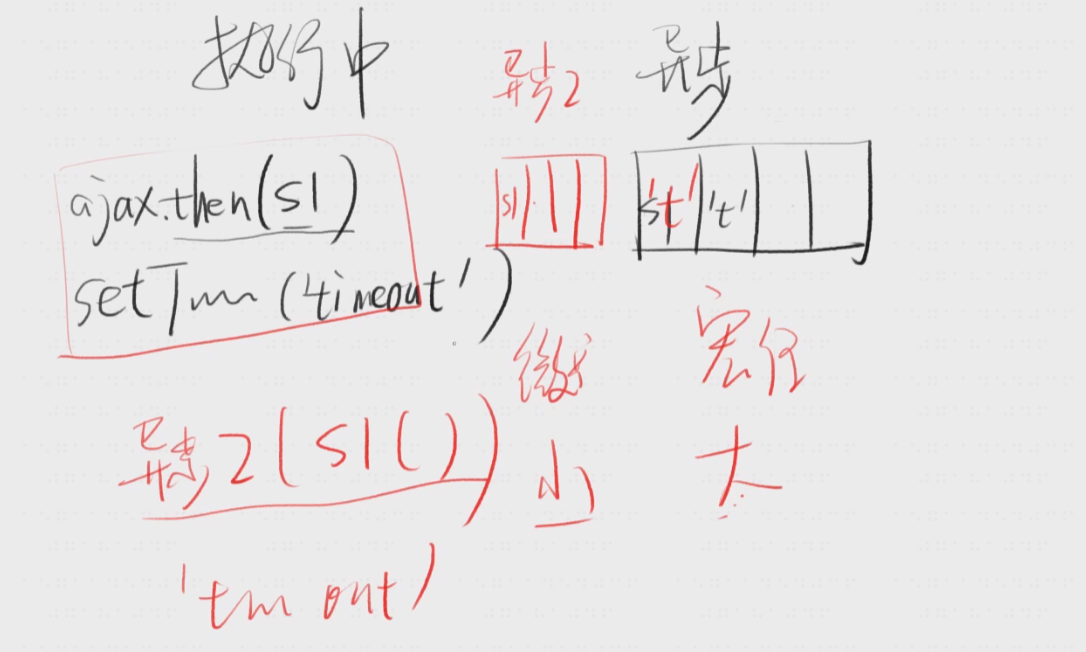 执行中 异步2 异步
ajax.then(s1)
s1 's't' 't'
setTm ('timeout')
微 宏任
异步2(s1())
小 大
'tm out'